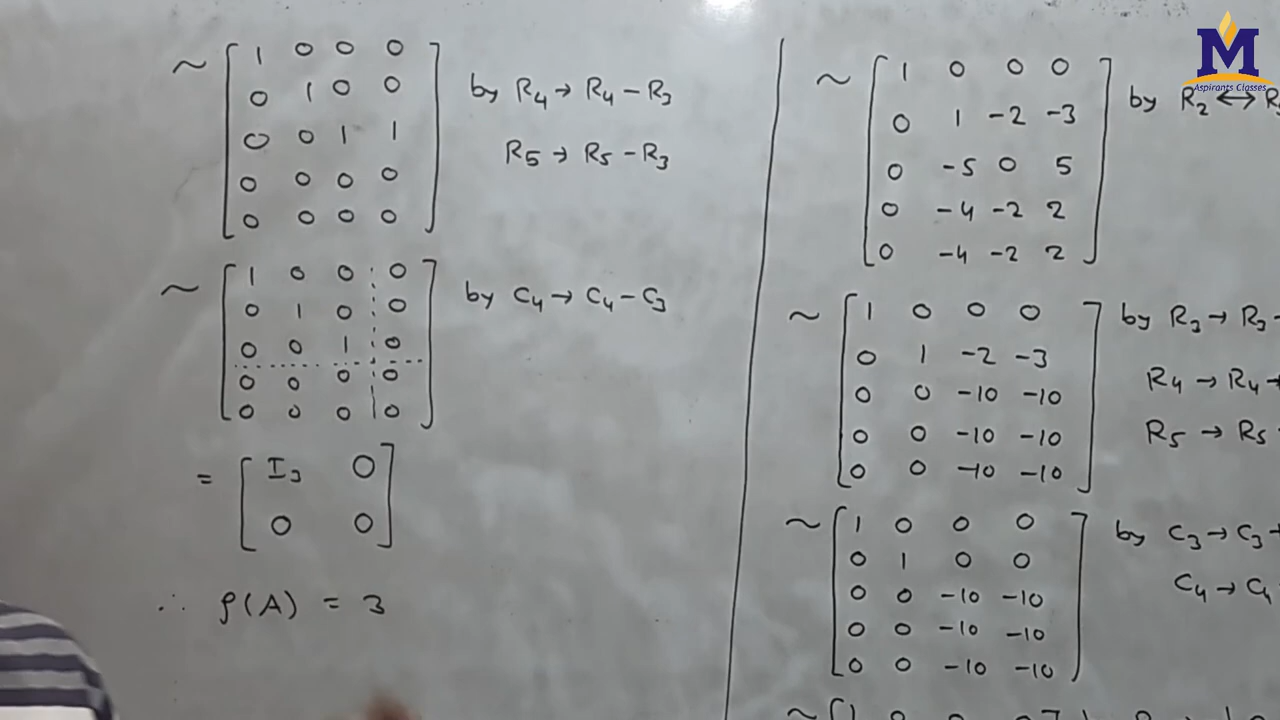 ~ [ 1 0 0 0
0 1 0 0
0 0 1 1
0 0 0 0
0 0 0 0 ]
by R₄ → R₄ - R₃
R₅ → R₅ - R₃
~ [ 1 0 0 0
0 1 0 0
0 0 1 0
0 0 0 0
0 0 0 0 ]
by C₄ → C₄ - C₃
= [ I₃ 0
0 0 ]
∴ ρ(A) = 3
~ [ 1 0 0 0
0 1 -2 -3
0 -5 0 5
0 -4 -2 2
0 -4 -2 2 ]
by R₂ ↔
~ [ 1 0 0 0
0 1 -2 -3
0 0 -10 -10
0 0 -10 -10
0 0 -10 -10 ]
by R₃ → R₃
R₄ → R₄
R₅ → R₅
~ [ 1 0 0 0
0 1 0 0
0 0 -10 -10
0 0 -10 -10
0 0 -10 -10 ]
by C₃ → C₃
C₄ → C₄
M
Aspirants Classes